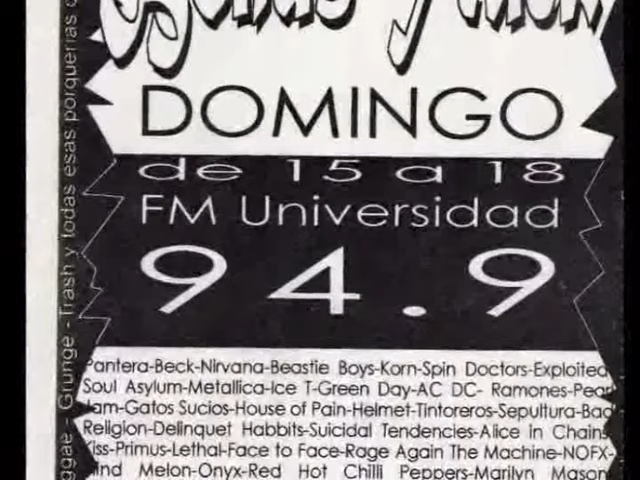 DOMINGO
de 15 a 18
FM Universidad
94.9
Pantera-Beck-Nirvana-Beastie Boys-Korn-Spin Doctors-Exploited
Soul Asylum-Metallica-Ice T-Green Day-AC DC- Ramones-Pear
Jam-Gatos Sucios-House of Pain-Helmet-Tintoreros-Sepultura-Bad
Religion-Delinquet Habbits-Suicidal Tendencies-Alice in Chains
Kiss-Primus-Lethal-Face to Face-Rage Again The Machine-NOFX-
Blind Melon-Onyx-Red Hot Chilli Peppers-Marilyn Mason
ggae - Grunge - Trash y todas esas porquerías